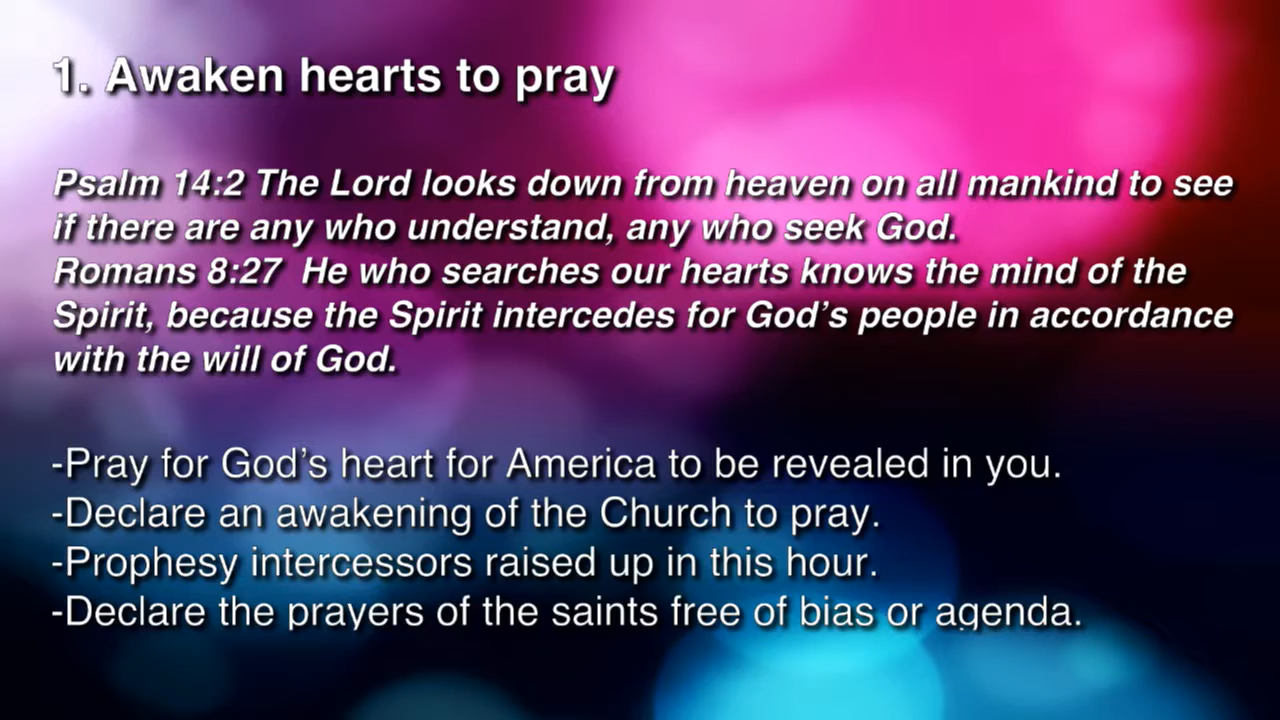 1. Awaken hearts to pray
Psalm 14:2 The Lord looks down from heaven on all mankind to see
if there are any who understand, any who seek God.
Romans 8:27  He who searches our hearts knows the mind of the
Spirit, because the Spirit intercedes for God’s people in accordance
with the will of God.
-Pray for God’s heart for America to be revealed in you.
-Declare an awakening of the Church to pray.
-Prophesy intercessors raised up in this hour.
-Declare the prayers of the saints free of bias or agenda.